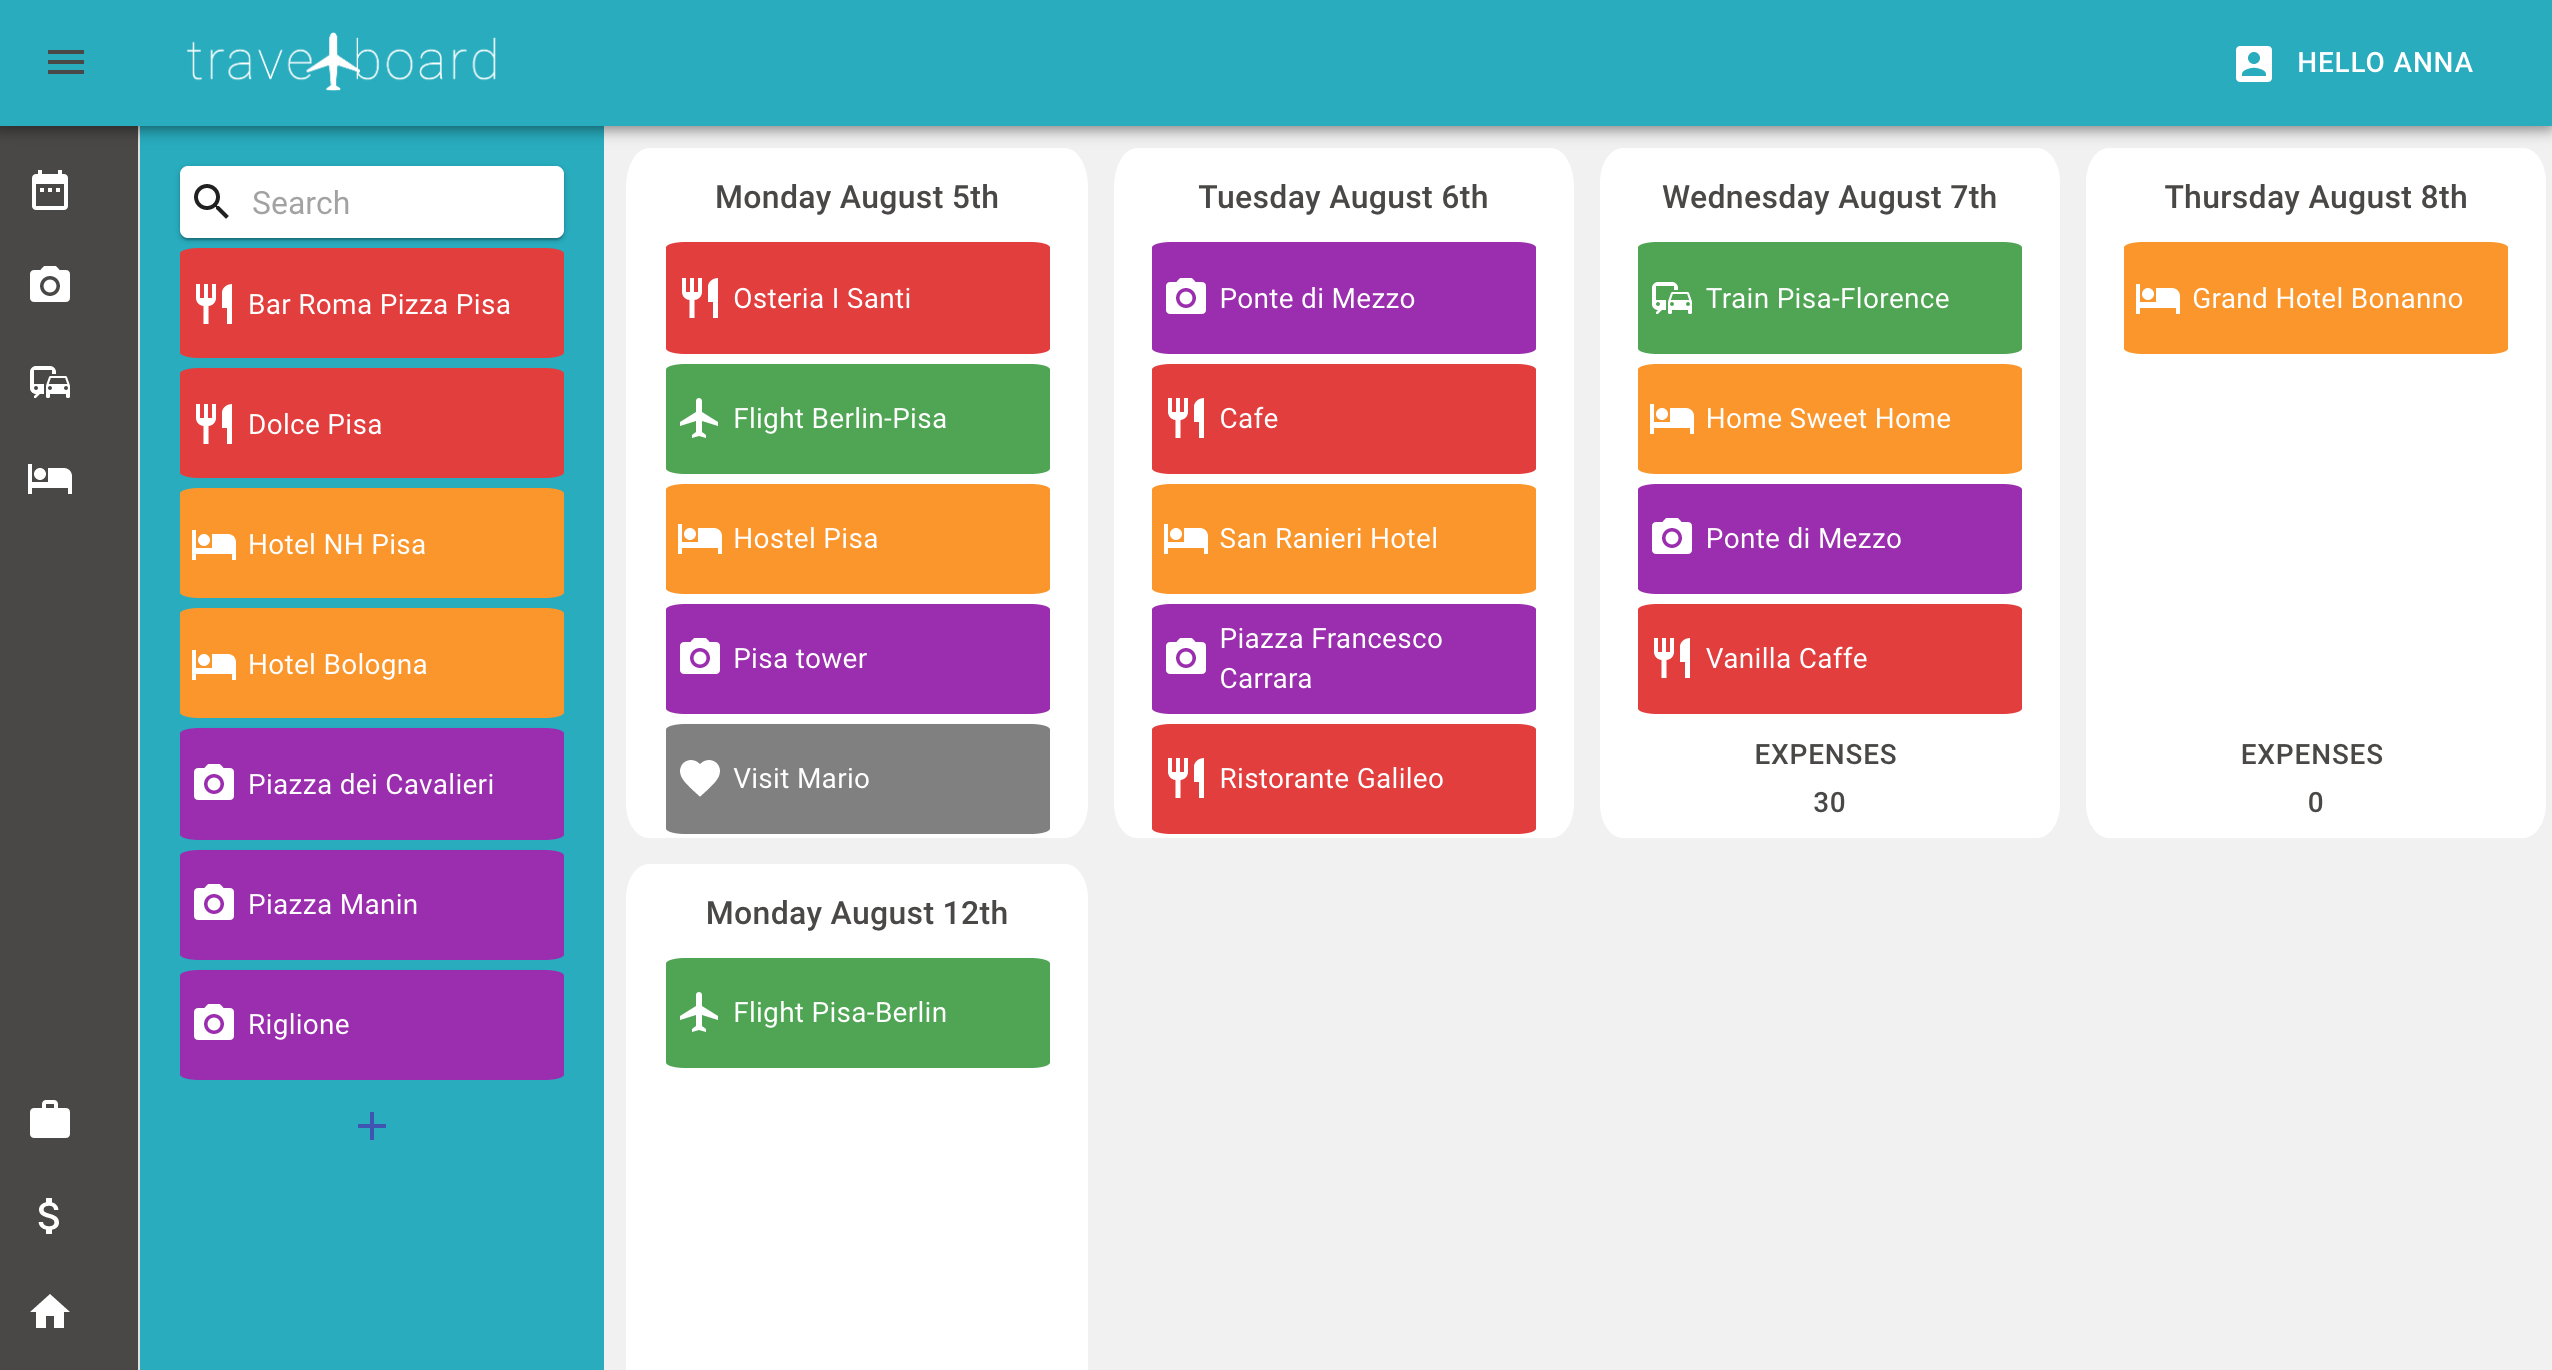 travelboard
HELLO ANNA
Search
Bar Roma Pizza Pisa
Dolce Pisa
Hotel NH Pisa
Hotel Bologna
Piazza dei Cavalieri
Piazza Manin
Riglione
+
Monday August 5th
Osteria I Santi
Flight Berlin-Pisa
Hostel Pisa
Pisa tower
Visit Mario
Tuesday August 6th
Ponte di Mezzo
Cafe
San Ranieri Hotel
Piazza Francesco
Carrara
Ristorante Galileo
Wednesday August 7th
Train Pisa-Florence
Home Sweet Home
Ponte di Mezzo
Vanilla Caffe
EXPENSES
30
Thursday August 8th
Grand Hotel Bonanno
EXPENSES
0
Monday August 12th
Flight Pisa-Berlin
$